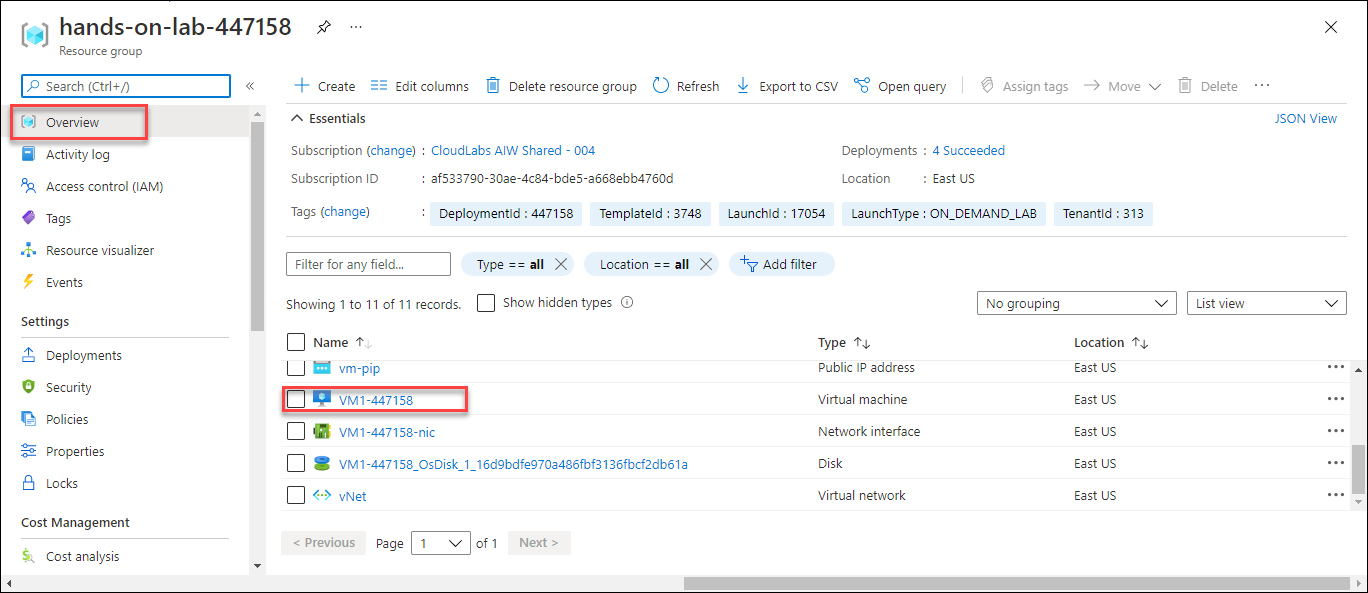 hands-on-lab-447158
Resource group
Search (Ctrl+/)
Overview
Activity log
Access control (IAM)
Tags
Resource visualizer
Events
Settings
Deployments
Security
Policies
Properties
Locks
Cost Management
Cost analysis
Create Edit columns Delete resource group Refresh Export to CSV Open query Assign tags Move Delete
Essentials JSON View
Subscription (change) : CloudLabs AIW Shared - 004 Deployments : 4 Succeeded
Subscription ID : af533790-30ae-4c84-bde5-a668ebb4760d Location : East US
Tags (change) : DeploymentId : 447158 TemplateId : 3748 LaunchId : 17054 LaunchType : ON_DEMAND_LAB TenantId : 313
Filter for any field... Type == all Location == all Add filter
Showing 1 to 11 of 11 records. Show hidden types No grouping List view
Name Type Location
vm-pip Public IP address East US
VM1-447158 Virtual machine East US
VM1-447158-nic Network interface East US
VM1-447158_OsDisk_1_16d9bdfe970a486fbf3136fbcf2db61a Disk East US
vNet Virtual network East US
< Previous Page 1 of 1 Next >